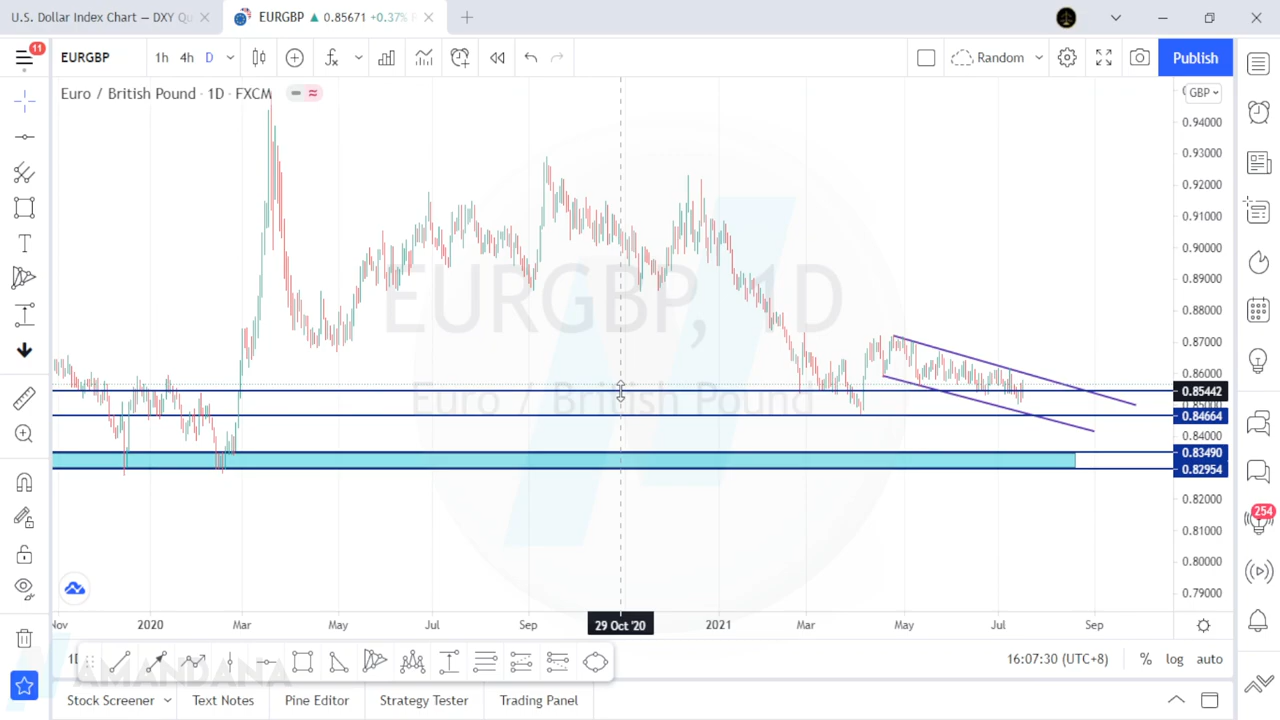 U.S. Dollar Index Chart — DXY Qu
EURGBP ▲ 0.85671 +0.37%
11
EURGBP
1h 4h D
Random
Publish
Euro / British Pound · 1D · FXCM
GBP
0.94000
0.93000
0.92000
0.91000
0.90000
0.89000
0.88000
0.87000
0.86000
0.85442
0.84664
0.84000
0.83490
0.82954
0.82000
0.81000
0.80000
0.79000
EURGBP, 1D
Euro / British Pound
254
Nov 2020 Mar May Jul Sep 29 Oct '20 2021 Mar May Jul Sep
16:07:30 (UTC+8) % log auto
AMANDANA
Stock Screener Text Notes Pine Editor Strategy Tester Trading Panel